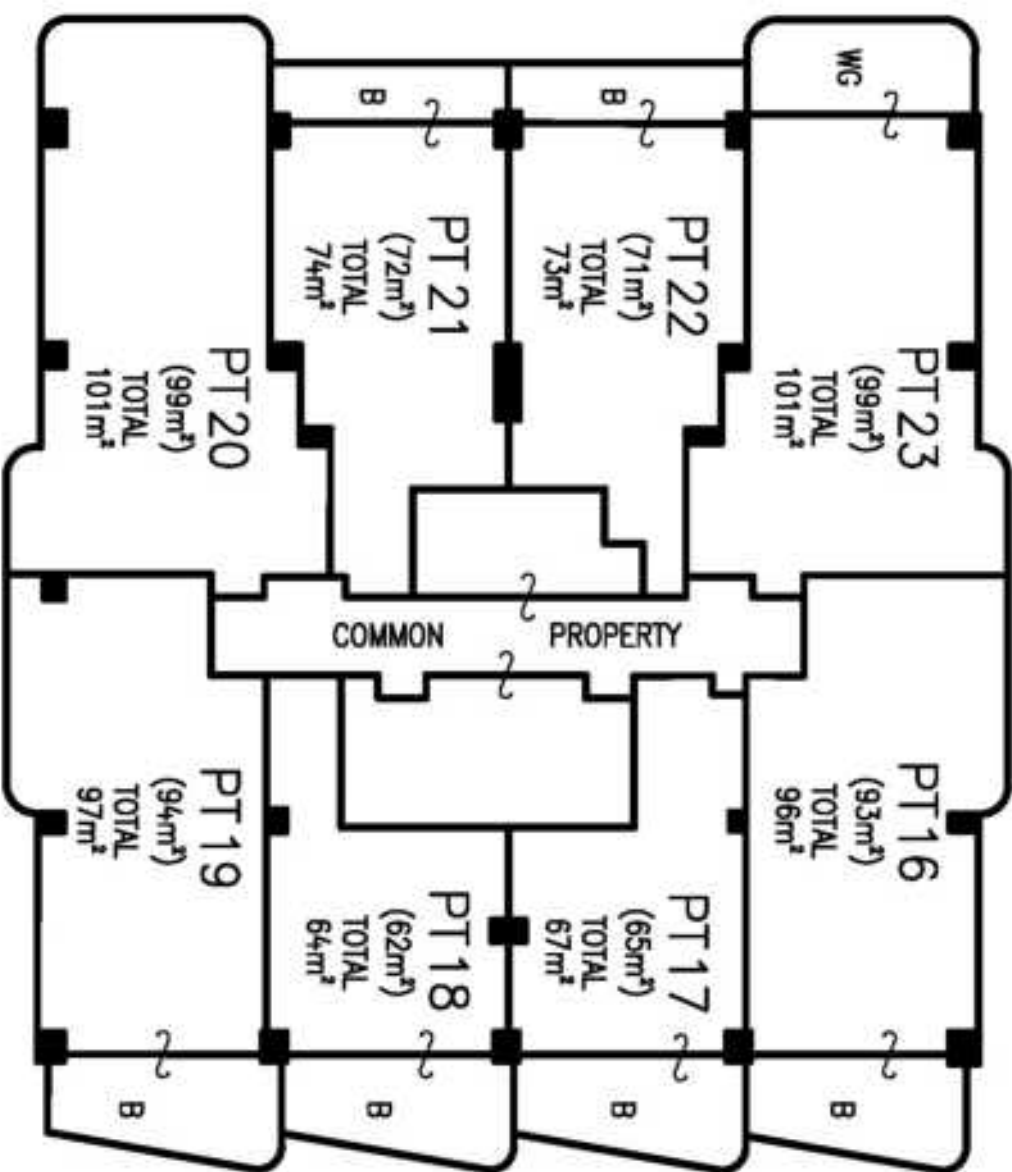 WG
B
B
PT 23
(99m²)
TOTAL
101m²
PT 22
(71m²)
TOTAL
73m²
PT 21
(72m²)
TOTAL
74m²
PT 20
(99m²)
TOTAL
101m²
COMMON PROPERTY
PT 16
(93m²)
TOTAL
96m²
PT 17
(65m²)
TOTAL
67m²
PT 18
(62m²)
TOTAL
64m²
PT 19
(94m²)
TOTAL
97m²
B
B
B
B